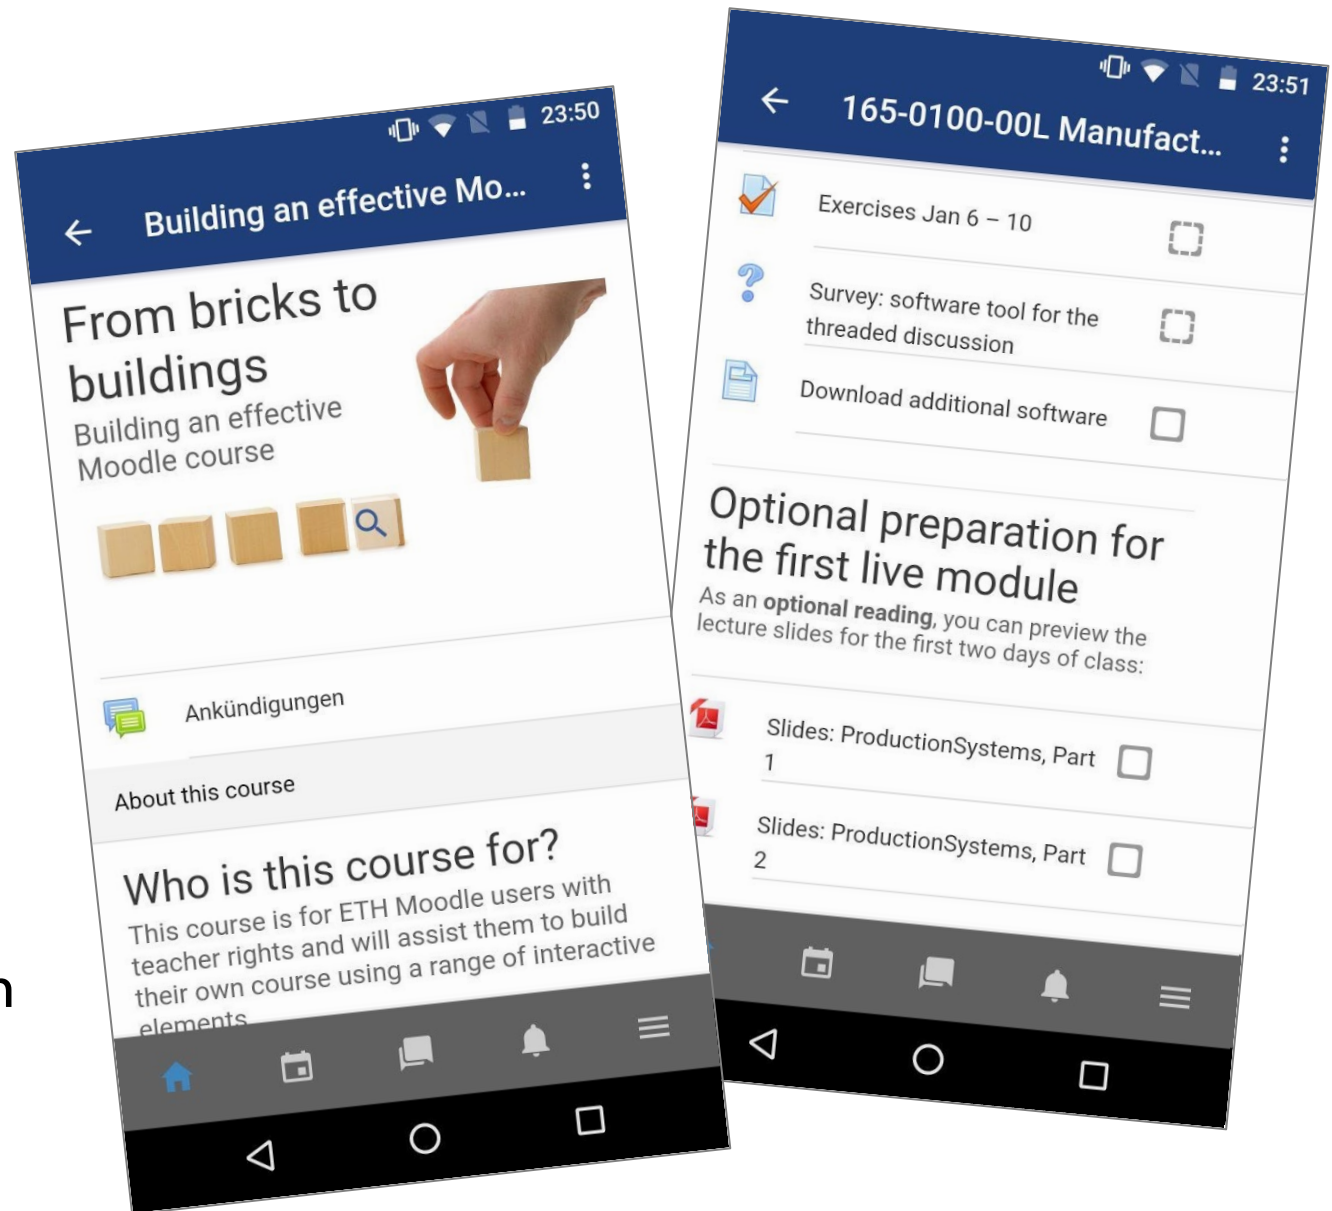 23:50
Building an effective Mo...
From bricks to
buildings
Building an effective
Moodle course
Ankündigungen
About this course
Who is this course for?
This course is for ETH Moodle users with
teacher rights and will assist them to build
their own course using a range of interactive
elements
n
23:51
165-0100-00L Manufact...
Exercises Jan 6 – 10
Survey: software tool for the
threaded discussion
Download additional software
Optional preparation for
the first live module
As an optional reading, you can preview the
lecture slides for the first two days of class:
Slides: ProductionSystems, Part
1
Slides: ProductionSystems, Part
2